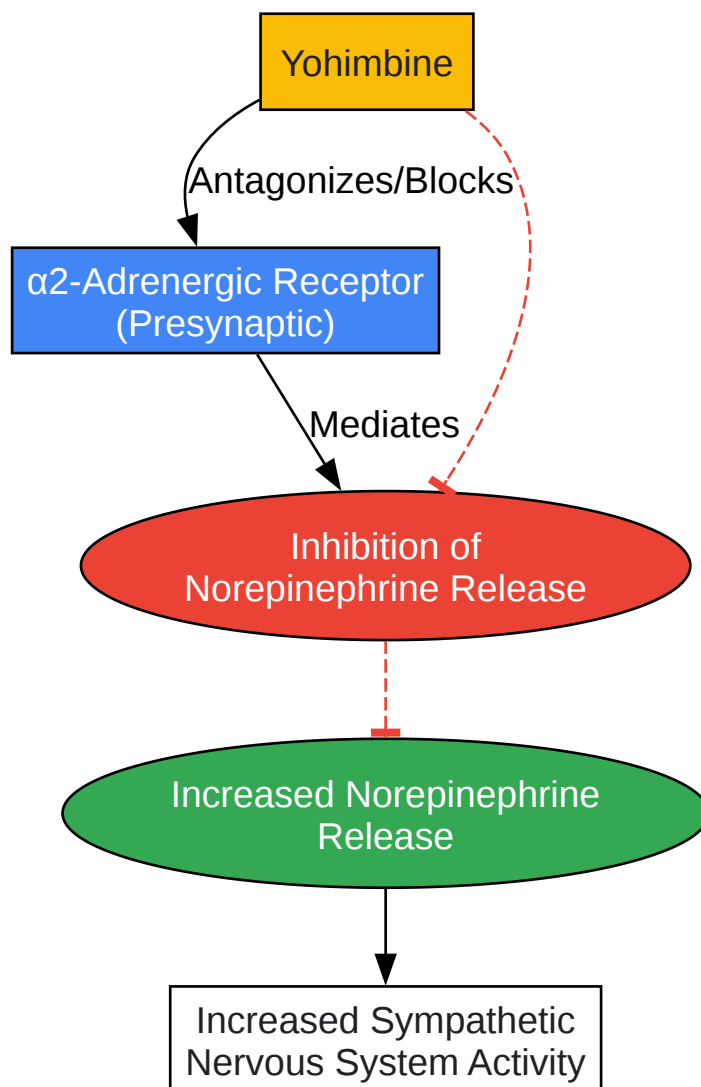 Yohimbine
Antagonizes/Blocks
α2-Adrenergic Receptor
(Presynaptic)
Mediates
Inhibition of
Norepinephrine Release
Increased Norepinephrine
Release
Increased Sympathetic
Nervous System Activity